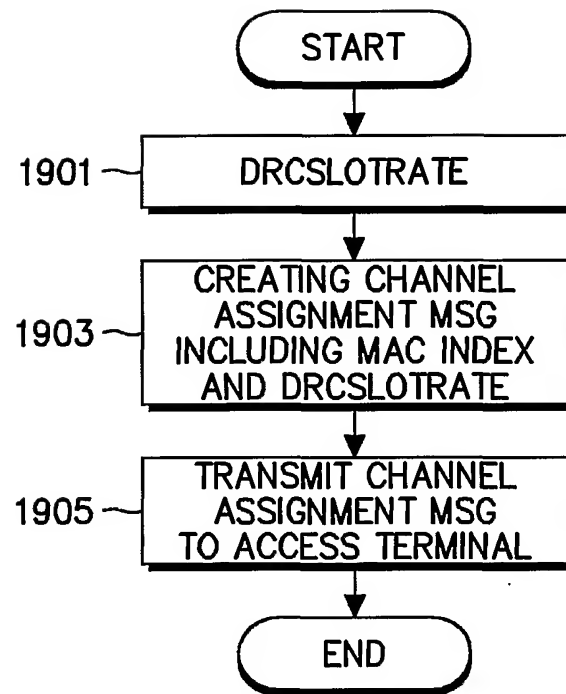 START
1901
DRCSLOTRATE
1903
CREATING CHANNEL
ASSIGNMENT MSG
INCLUDING MAC INDEX
AND DRCSLOTRATE
1905
TRANSMIT CHANNEL
ASSIGNMENT MSG
TO ACCESS TERMINAL
END